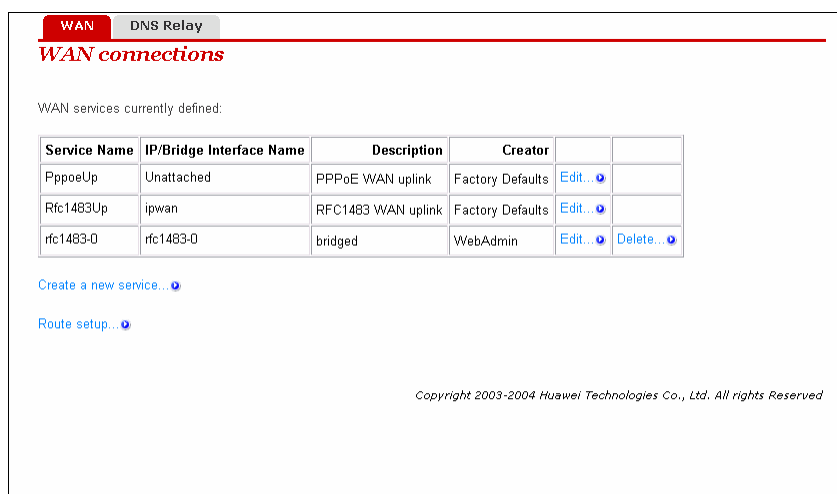 WAN DNS Relay
WAN connections
WAN services currently defined:
Service Name IP/Bridge Interface Name Description Creator
PppoeUp Unattached PPPoE WAN uplink Factory Defaults Edit...
Rfc1483Up ipwan RFC1483 WAN uplink Factory Defaults Edit...
rfc1483-0 rfc1483-0 bridged WebAdmin Edit... Delete...
Create a new service...
Route setup...
Copyright 2003-2004 Huawei Technologies Co., Ltd. All rights Reserved